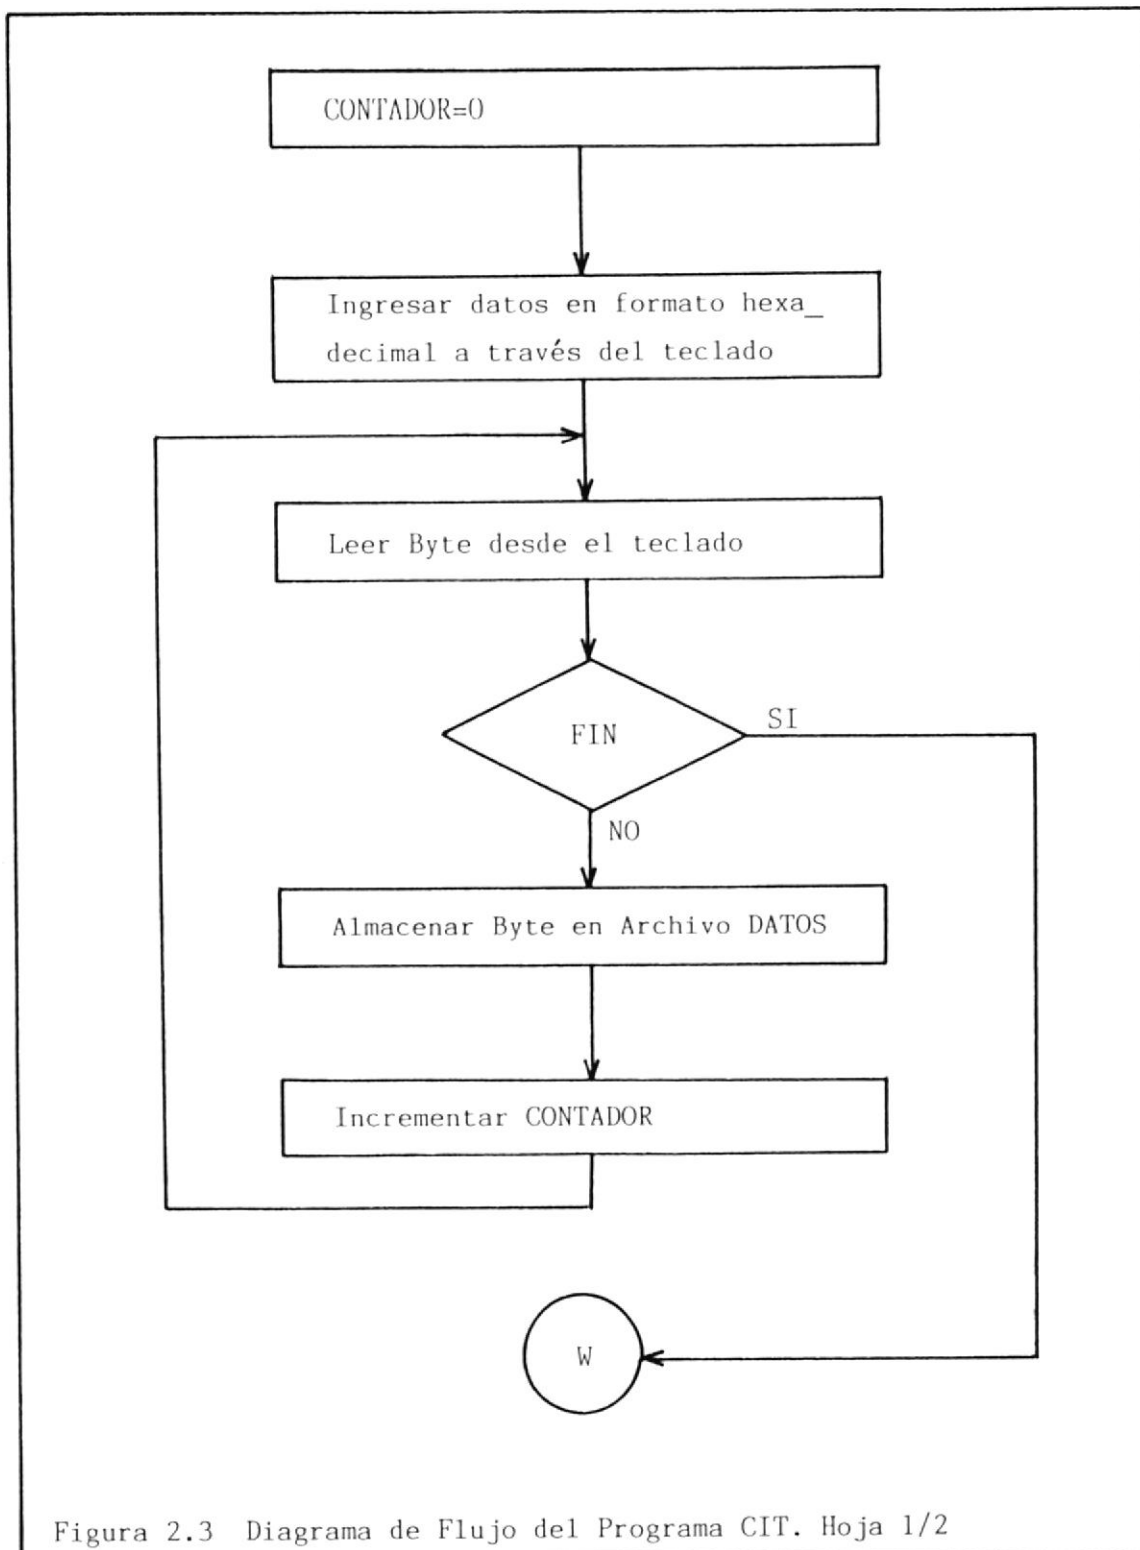 CONTADOR=0
Ingresar datos en formato hexa_
decimal a través del teclado
Leer Byte desde el teclado
FIN
SI
NO
Almacenar Byte en Archivo DATOS
Incrementar CONTADOR
W
Figura 2.3 Diagrama de Flujo del Programa CIT. Hoja 1/2